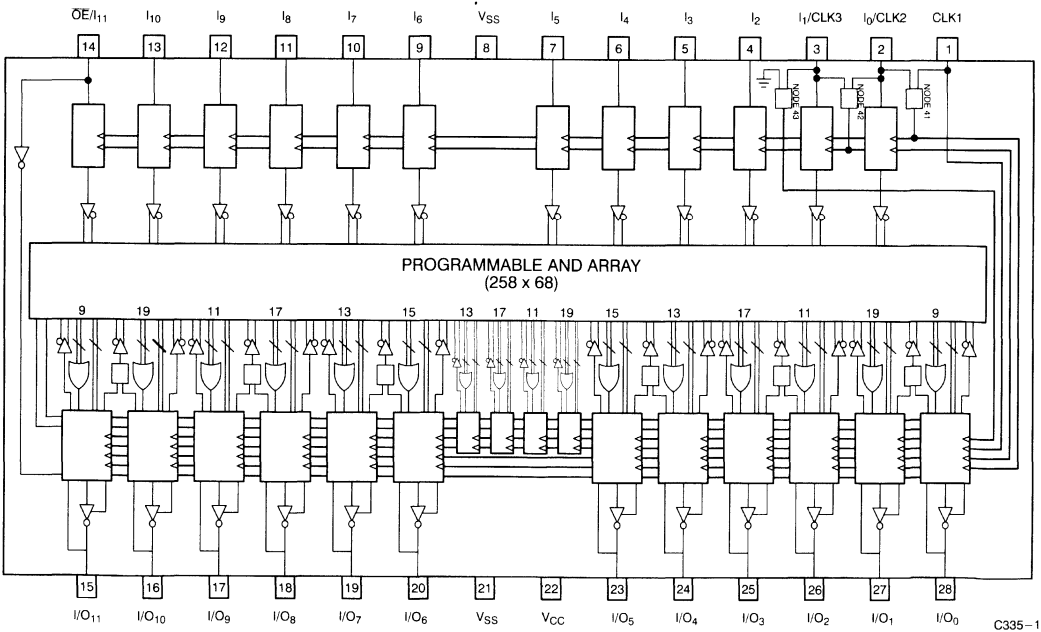 OE/I11 I10 I9 I8 I7 I6 VSS I5 I4 I3 I2 I1/CLK3 I0/CLK2 CLK1
14 13 12 11 10 9 8 7 6 5 4 3 2 1
NODE 43 NODE 42 NODE 41
PROGRAMMABLE AND ARRAY
(258 x 68)
9 19 11 17 13 15 13 17 11 19 15 13 17 11 19 9
15 16 17 18 19 20 21 22 23 24 25 26 27 28
I/O11 I/O10 I/O9 I/O8 I/O7 I/O6 VSS VCC I/O5 I/O4 I/O3 I/O2 I/O1 I/O0
C335-1